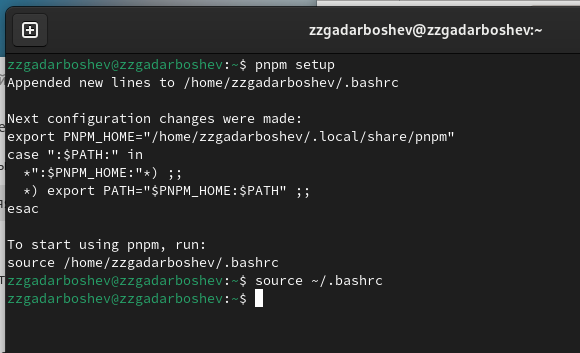 zzgadarboshev@zzgadarboshev:~
zzgadarboshev@zzgadarboshev:~$ pnpm setup
Appended new lines to /home/zzgadarboshev/.bashrc

Next configuration changes were made:
export PNPM_HOME="/home/zzgadarboshev/.local/share/pnpm"
case ":$PATH:" in
  *":$PNPM_HOME:"*) ;;
  *) export PATH="$PNPM_HOME:$PATH" ;;
esac

To start using pnpm, run:
source /home/zzgadarboshev/.bashrc
zzgadarboshev@zzgadarboshev:~$ source ~/.bashrc
zzgadarboshev@zzgadarboshev:~$